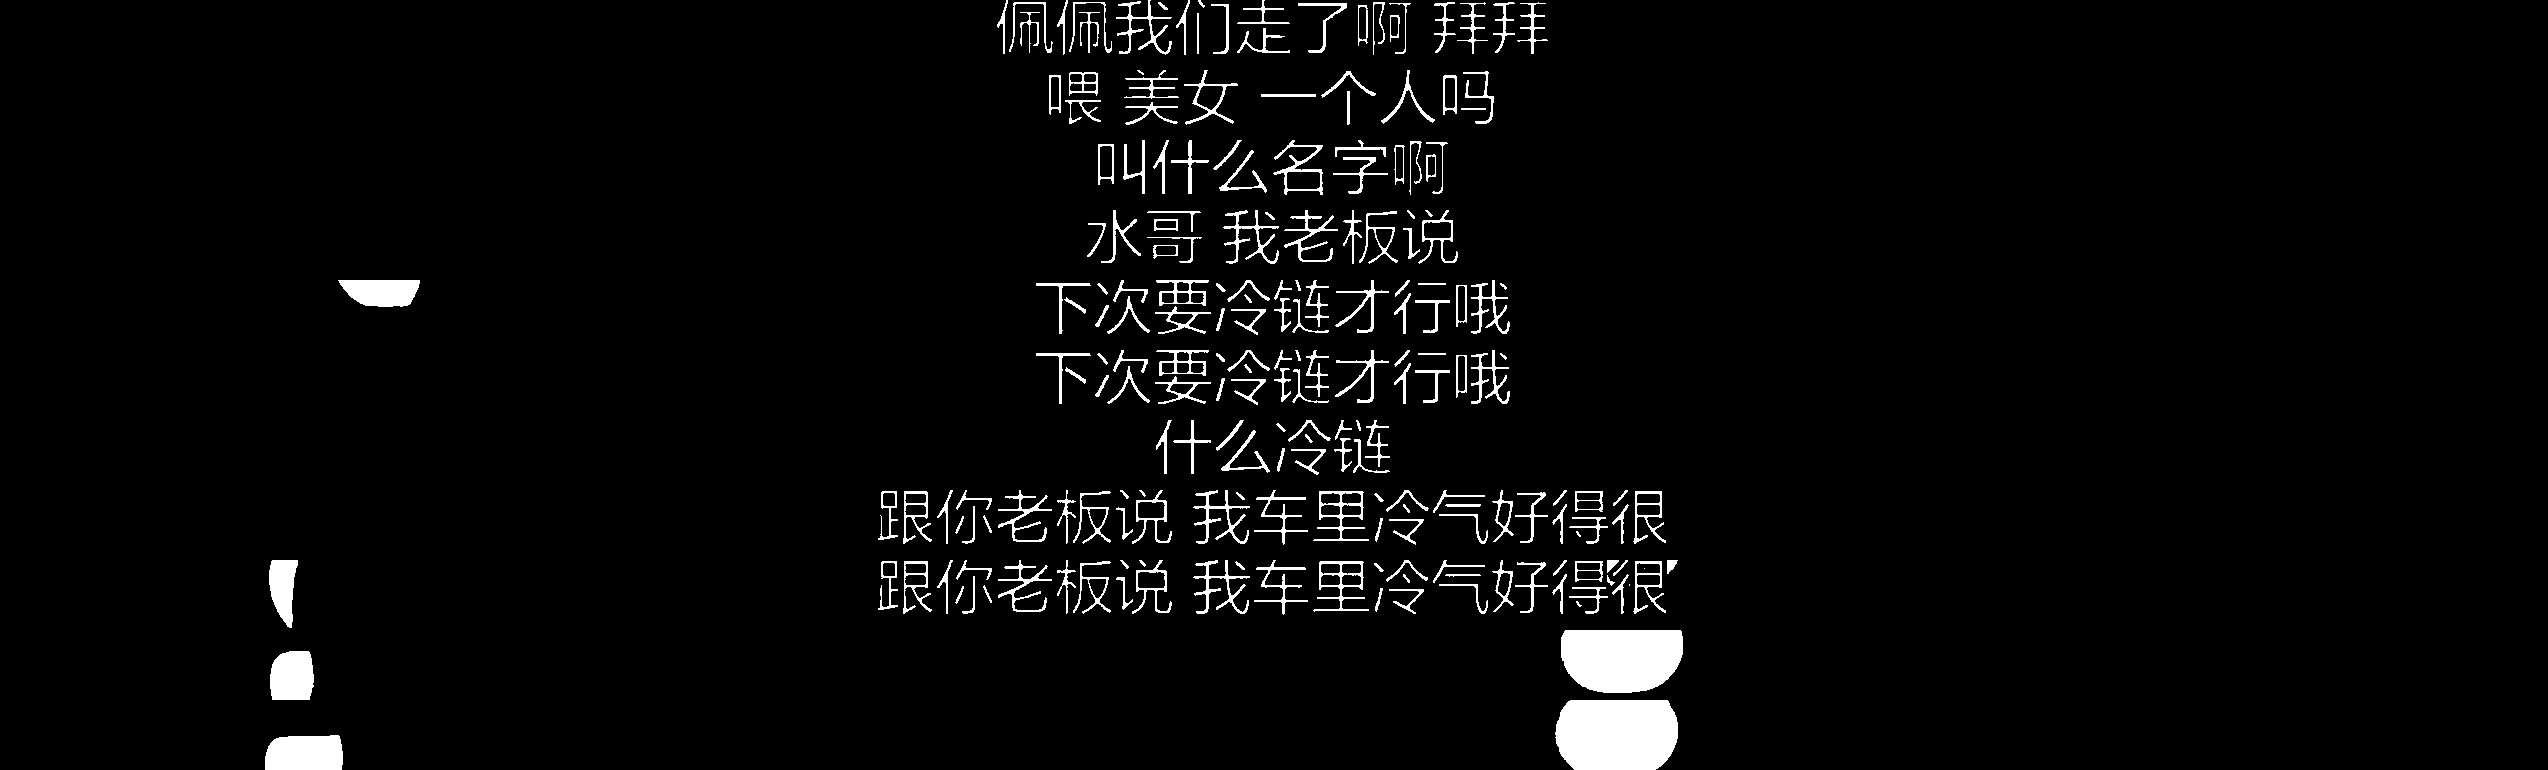 佩佩我们走了啊 拜拜
喂 美女 一个人吗
叫什么名字啊
水哥 我老板说
下次要冷链才行哦
下次要冷链才行哦
什么冷链
跟你老板说 我车里冷气好得很
跟你老板说 我车里冷气好得很